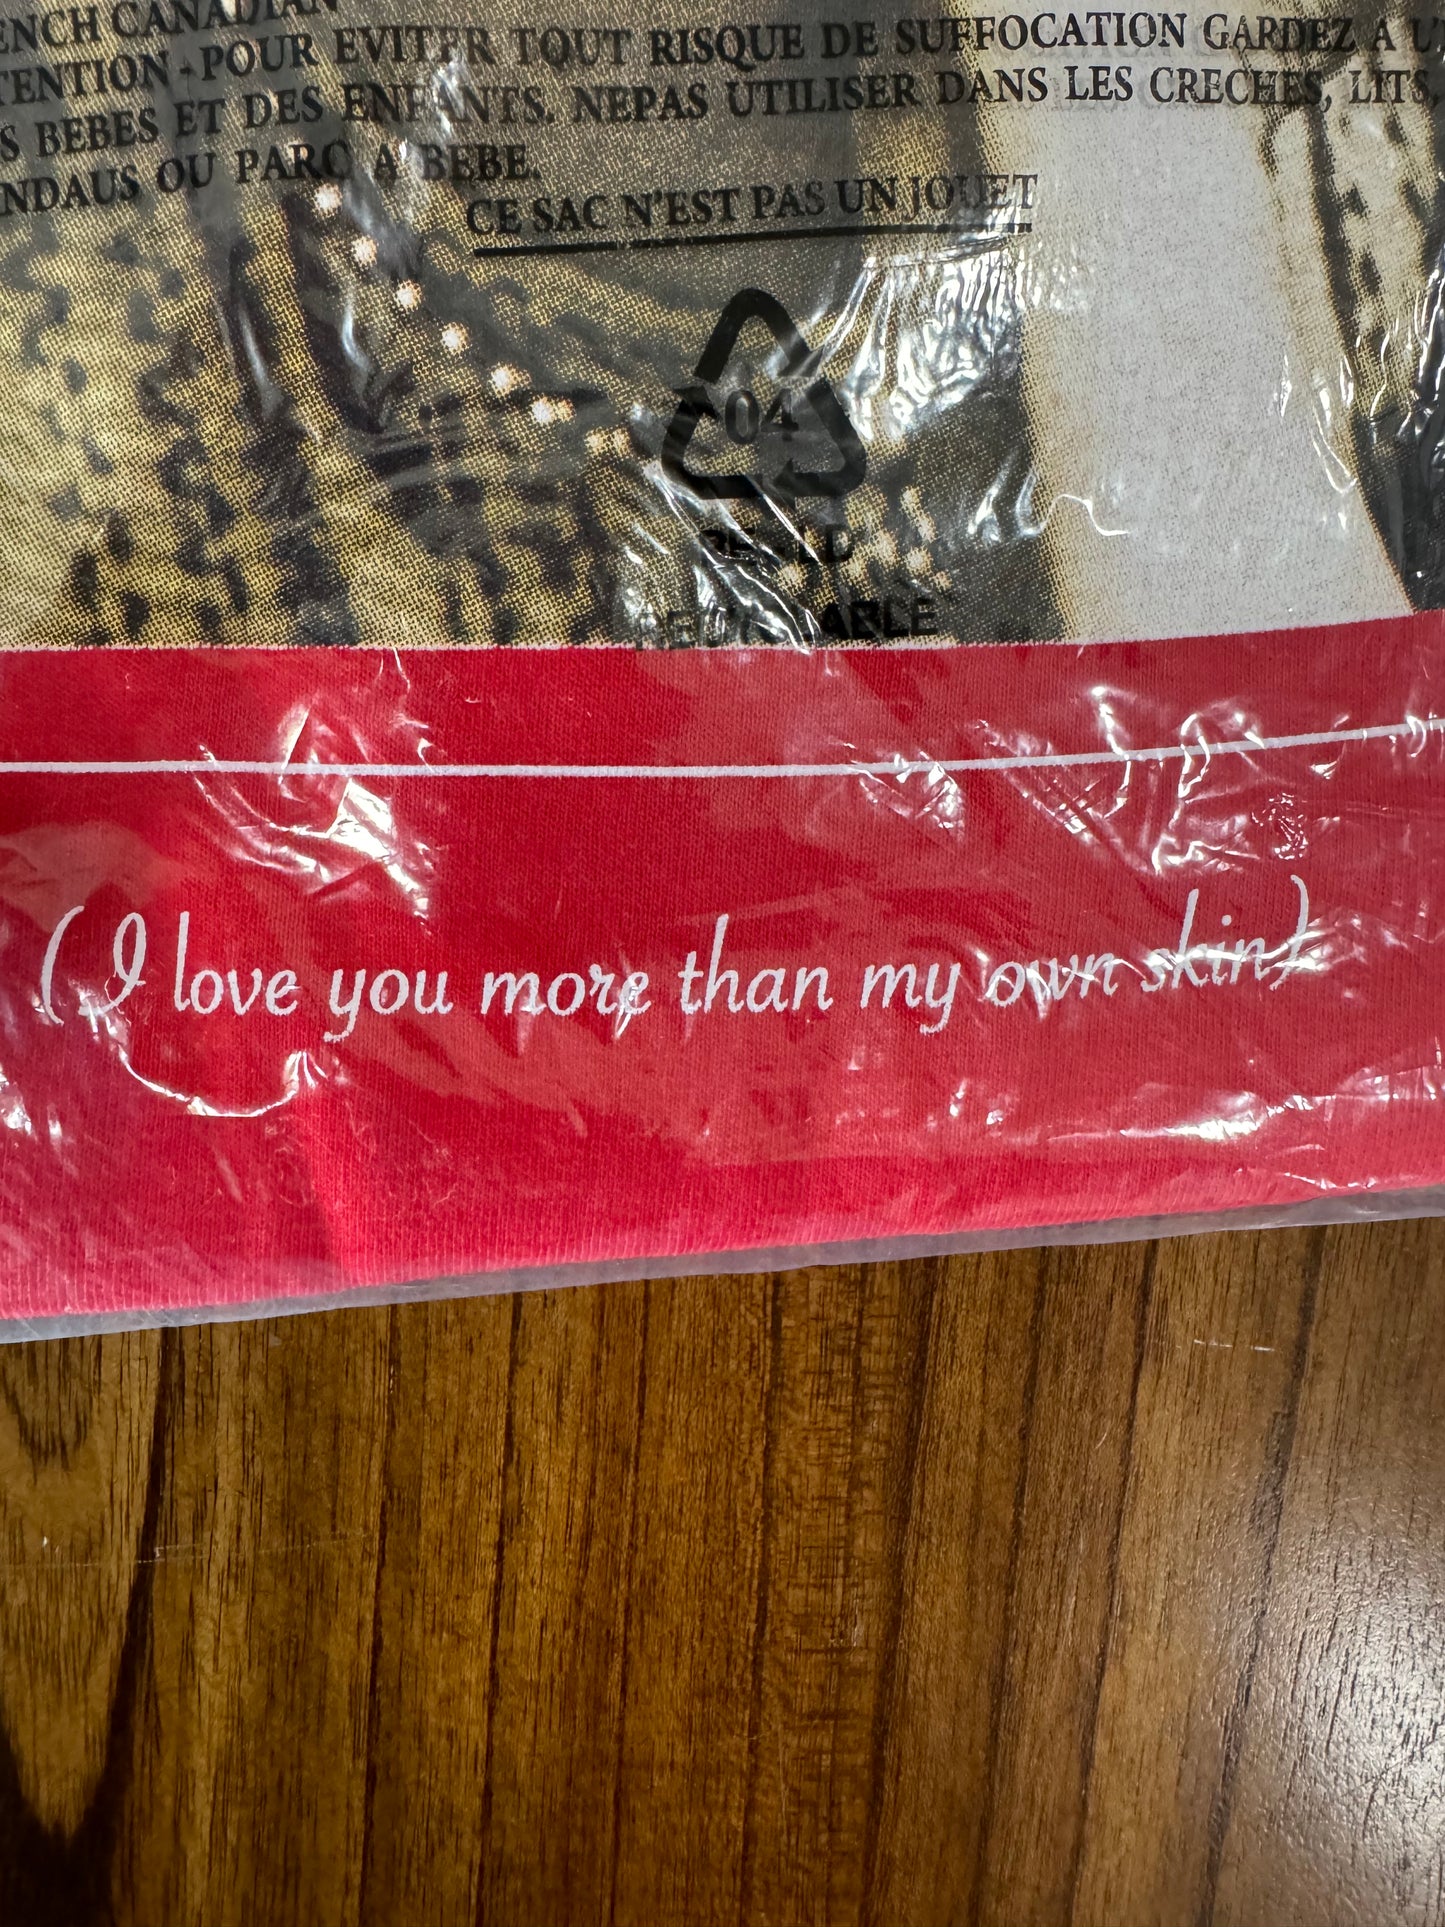 ENCH CANADIAN
TENTION - POUR EVITER TOUT RISQUE DE SUFFOCATION GARDEZ A L'
S BEBES ET DES ENFANTS. NEPAS UTILISER DANS LES CRECHES, LITS,
NDAUS OU PARC A BEBE.
CE SAC N'EST PAS UN JOUET
04
RECYCLABLE
(I love you more than my own skin)